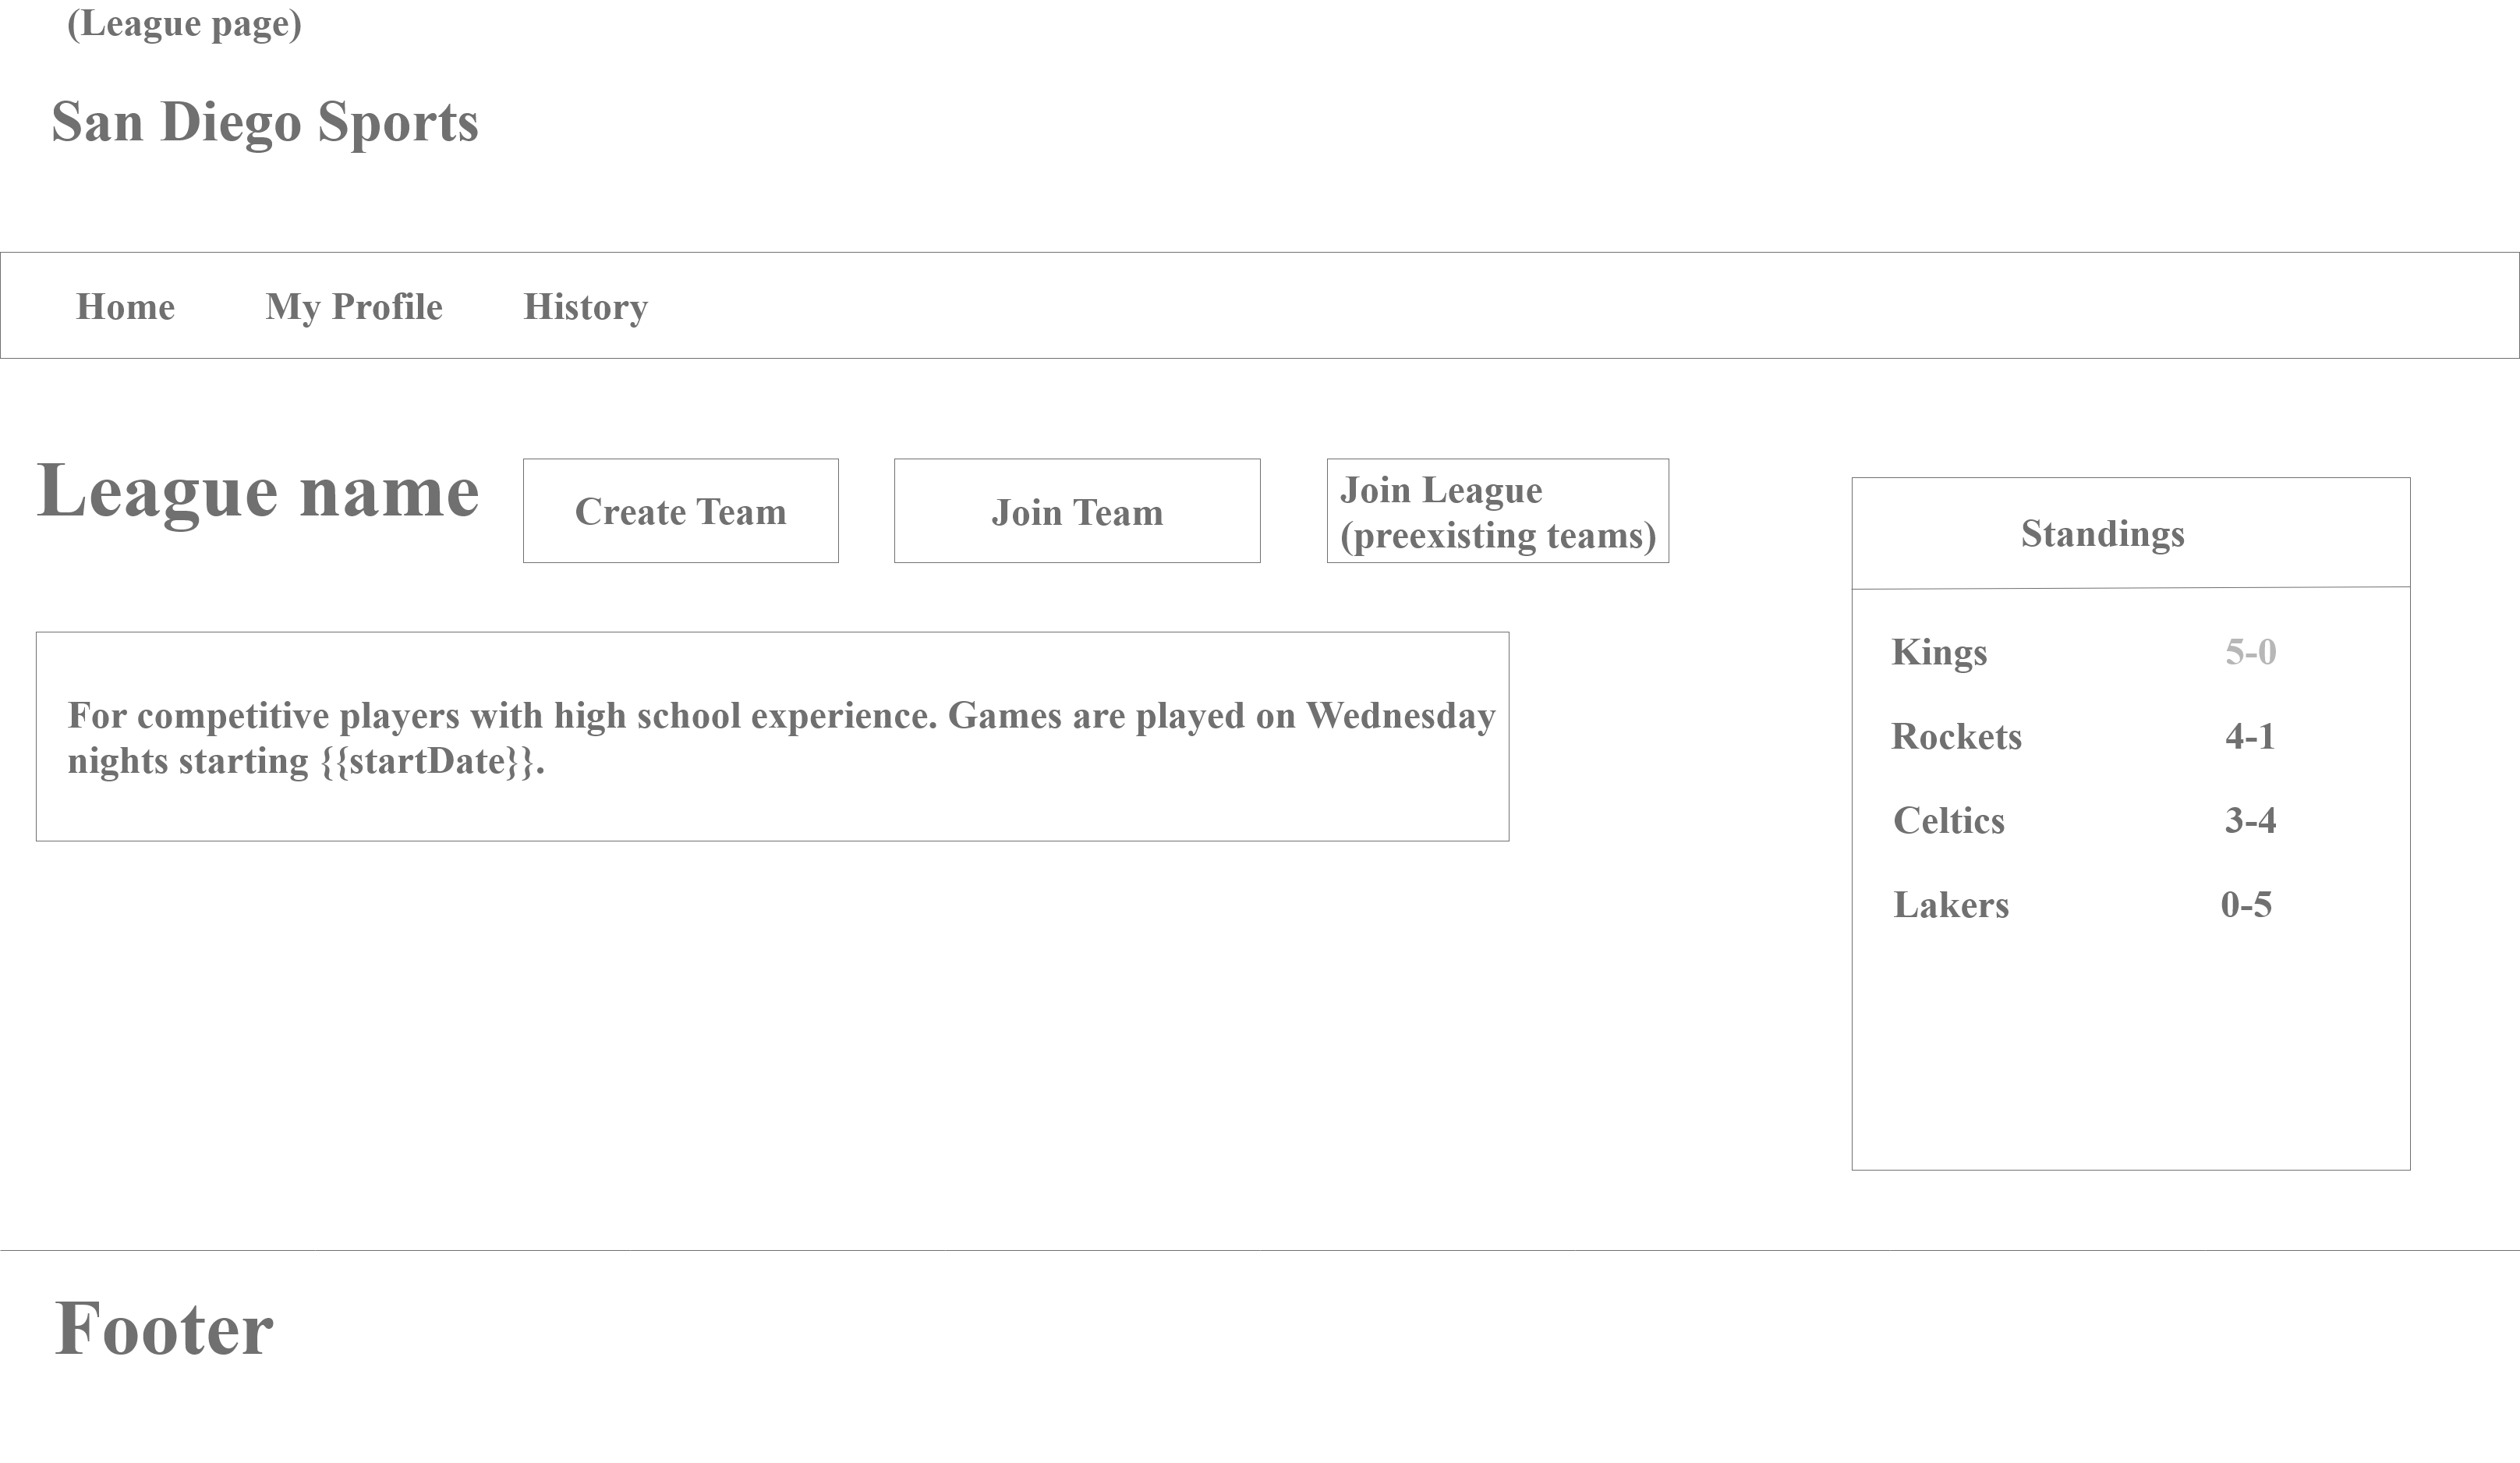 (League page)
San Diego Sports
Home My Profile History
League name
Create Team
Join Team
Join League
(preexisting teams)
For competitive players with high school experience. Games are played on Wednesday
nights starting {{startDate}}.
Standings
Kings 5-0
Rockets 4-1
Celtics 3-4
Lakers 0-5
Footer